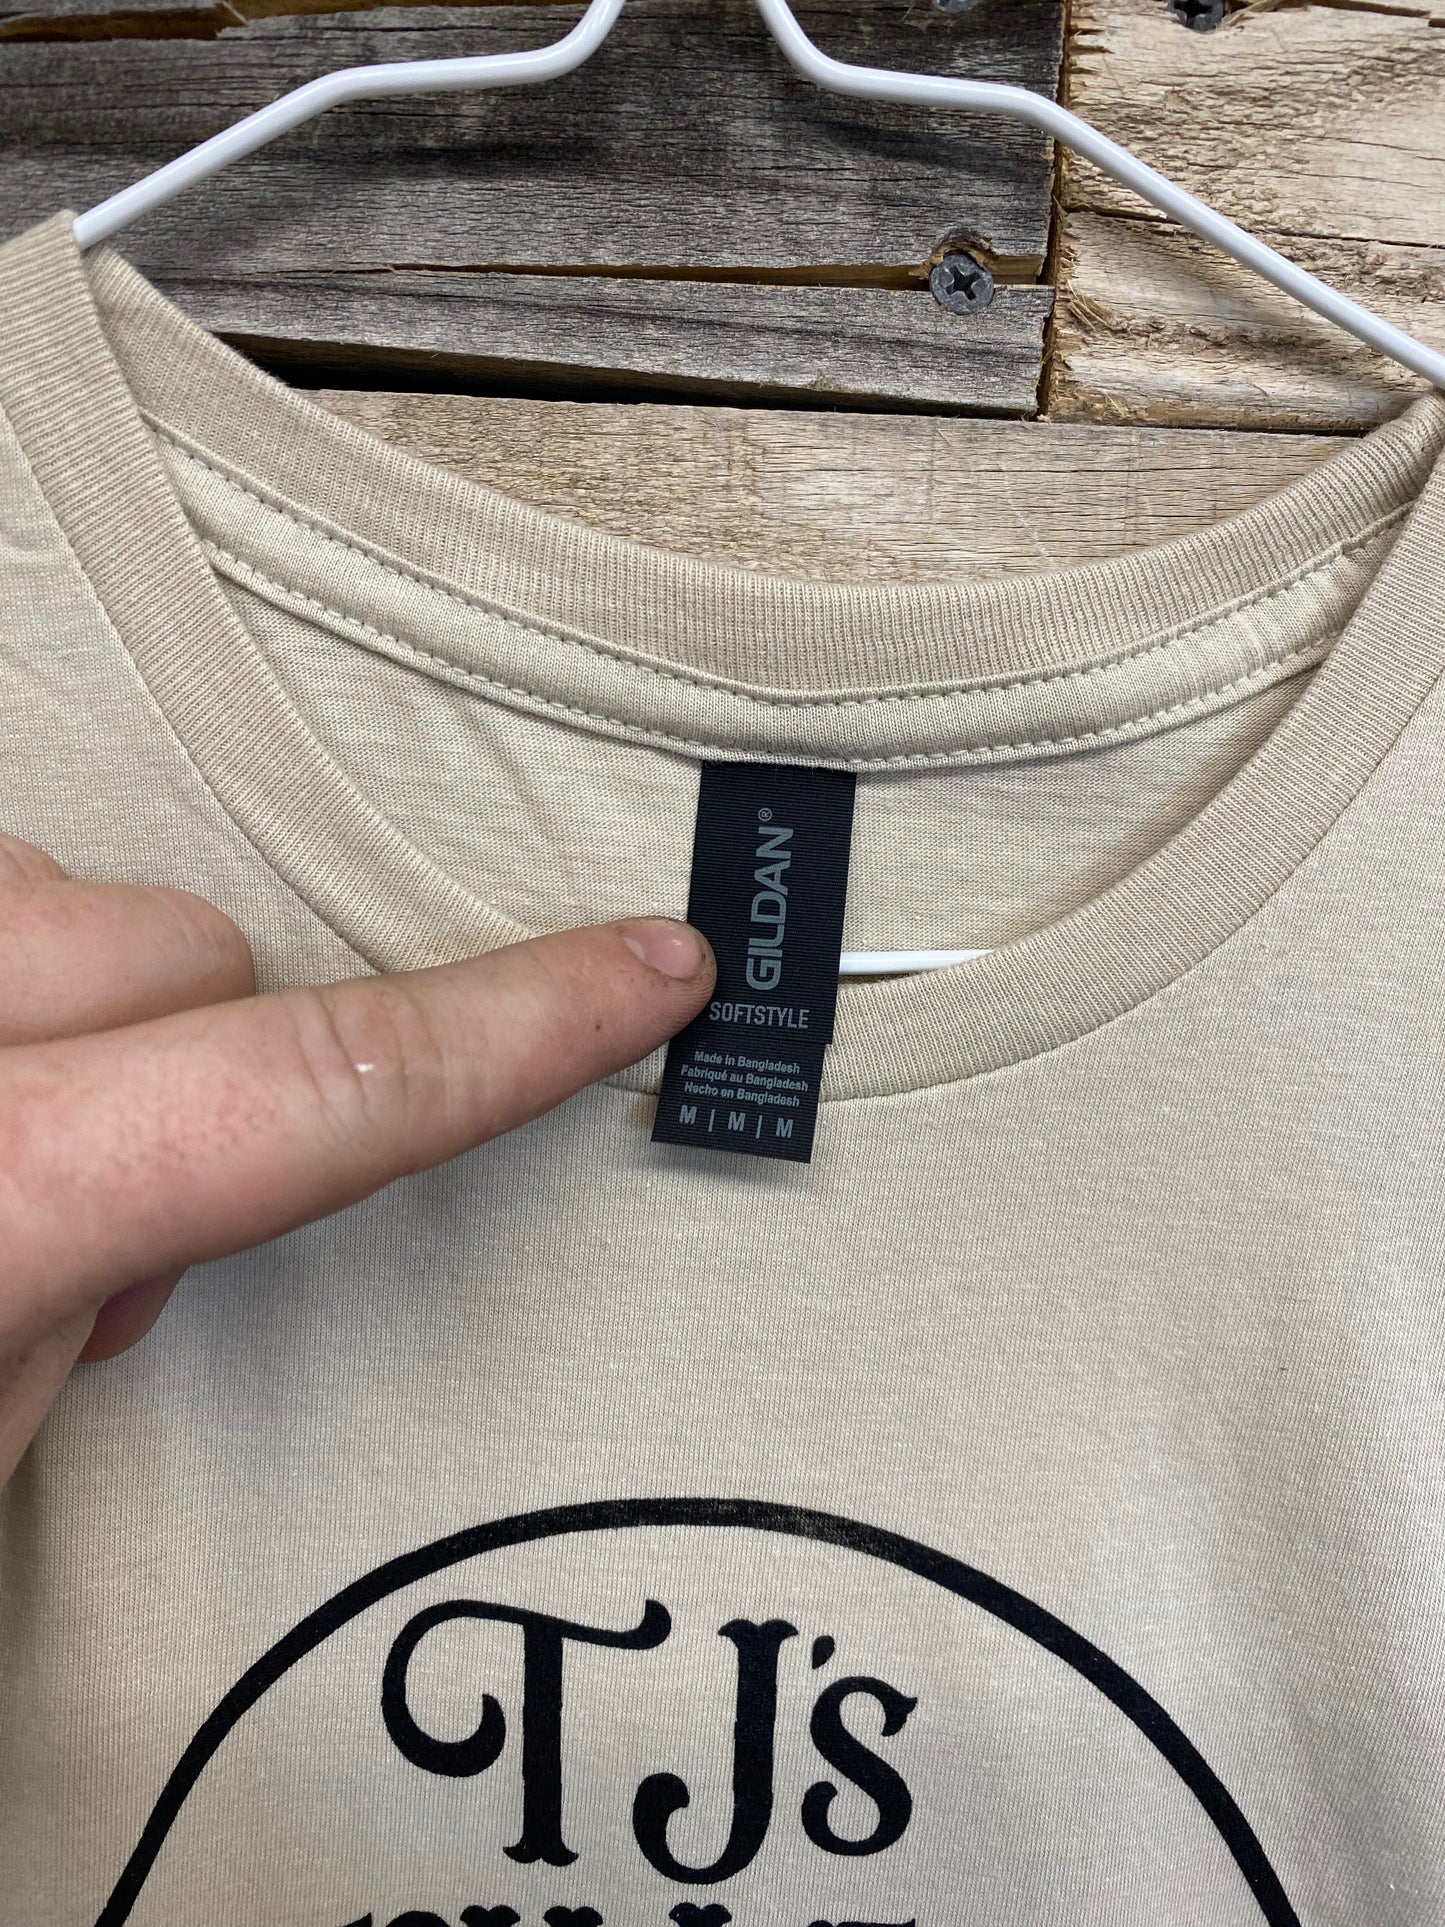 GILDAN®
SOFTSTYLE
Made in Bangladesh
Fabriqué au Bangladesh
Hecho en Bangladesh
M | M | M
TJ's